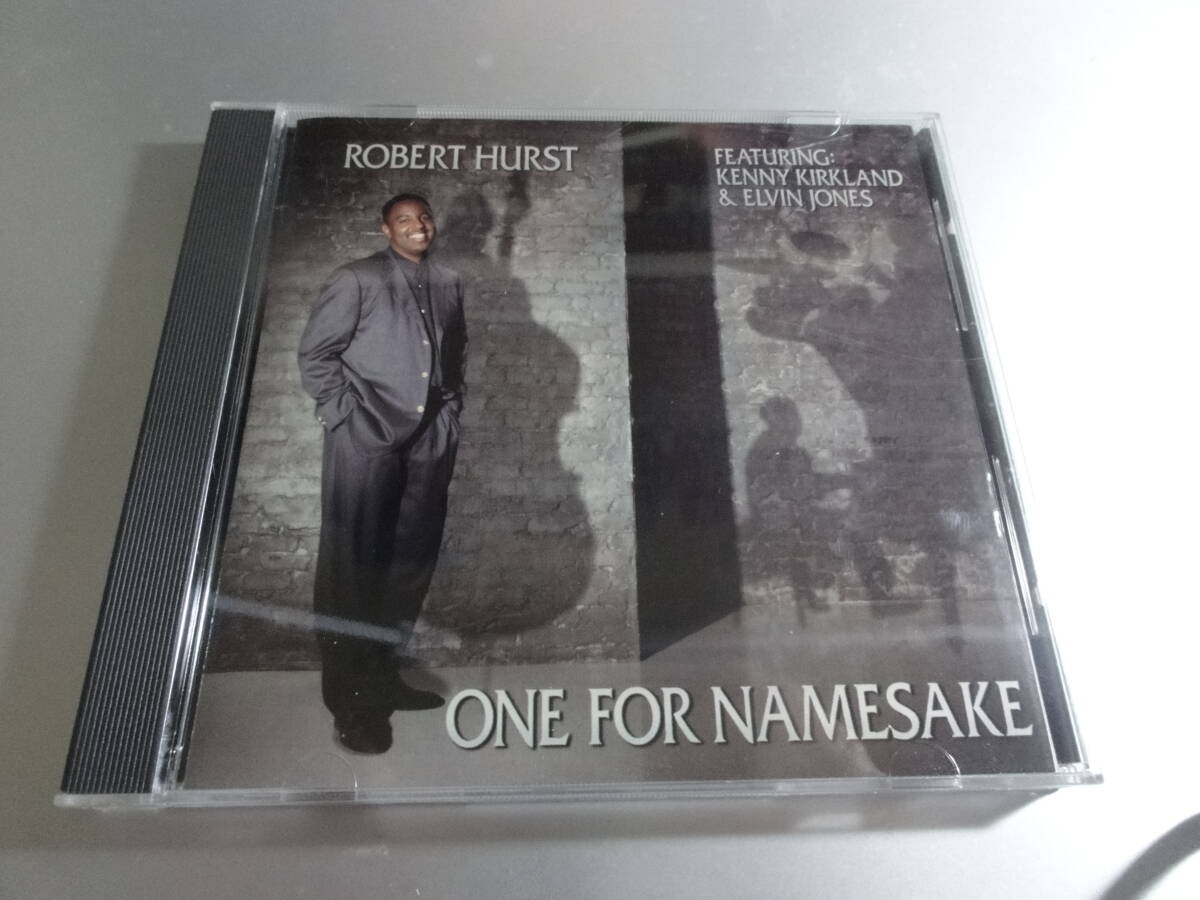 ROBERT HURST
FEATURING:
KENNY KIRKLAND
& ELVIN JONES
ONE FOR NAMESAKE